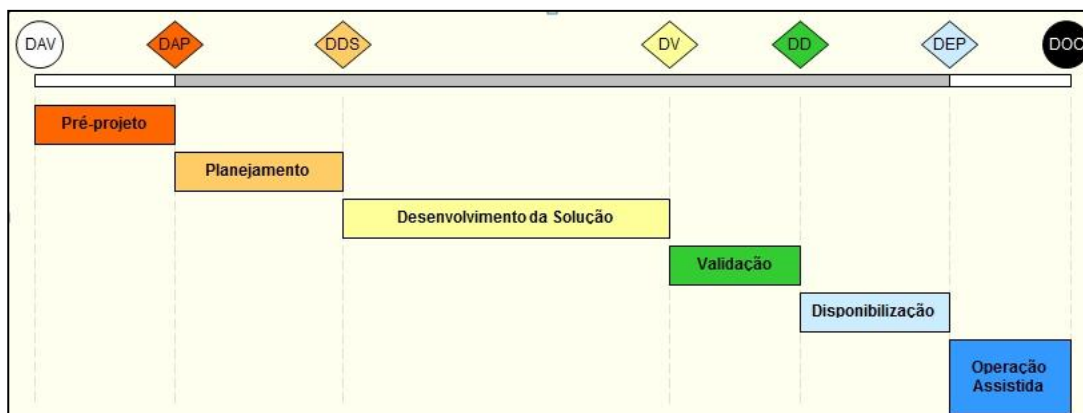 DAV
DAP
DDS
DV
DD
DEP
DOC
Pré-projeto
Planejamento
Desenvolvimento da Solução
Validação
Disponibilização
Operação
Assistida